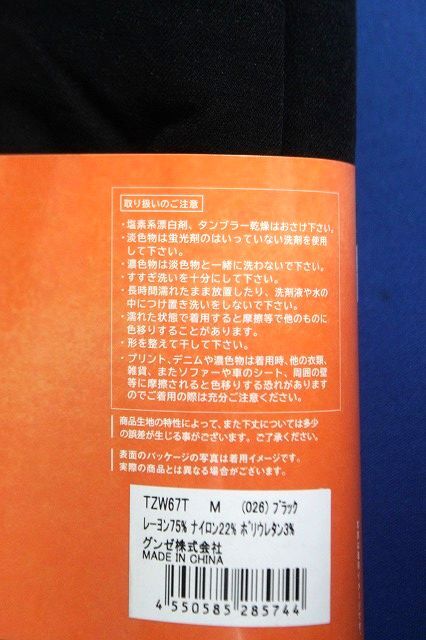 取り扱いのご注意
・塩素系漂白剤、タンブラー乾燥はおさけ下さい。
・淡色物は蛍光剤のはいっていない洗剤を使用
して下さい。
・濃色物は淡色物と一緒に洗わないで下さい。
・すすぎ洗いを十分にして下さい。
・長時間濡れたまま放置したり、洗剤液や水の
中につけ置き洗いをしないで下さい。
・濡れた状態で着用すると摩擦等で他のものに
色移りすることがあります。
・形を整えて干して下さい。
・プリント、デニムや濃色物は着用時、他の衣類、
雑貨、またソファーや車のシート、周囲の壁
等に摩擦されると色移りする恐れがあります
のでご着用の際は充分ご注意ください。
商品生地の特性によって、また下丈については多少
の誤差が生じる事がございます。ご了承ください。
表面のパッケージの写真は着用イメージです。
実際の商品とは異なる場合がございます。
TZW67T M (026)ブラック
レーヨン75% ナイロン22% ポリウレタン3%
グンゼ株式会社
MADE IN CHINA
4 550585 285744